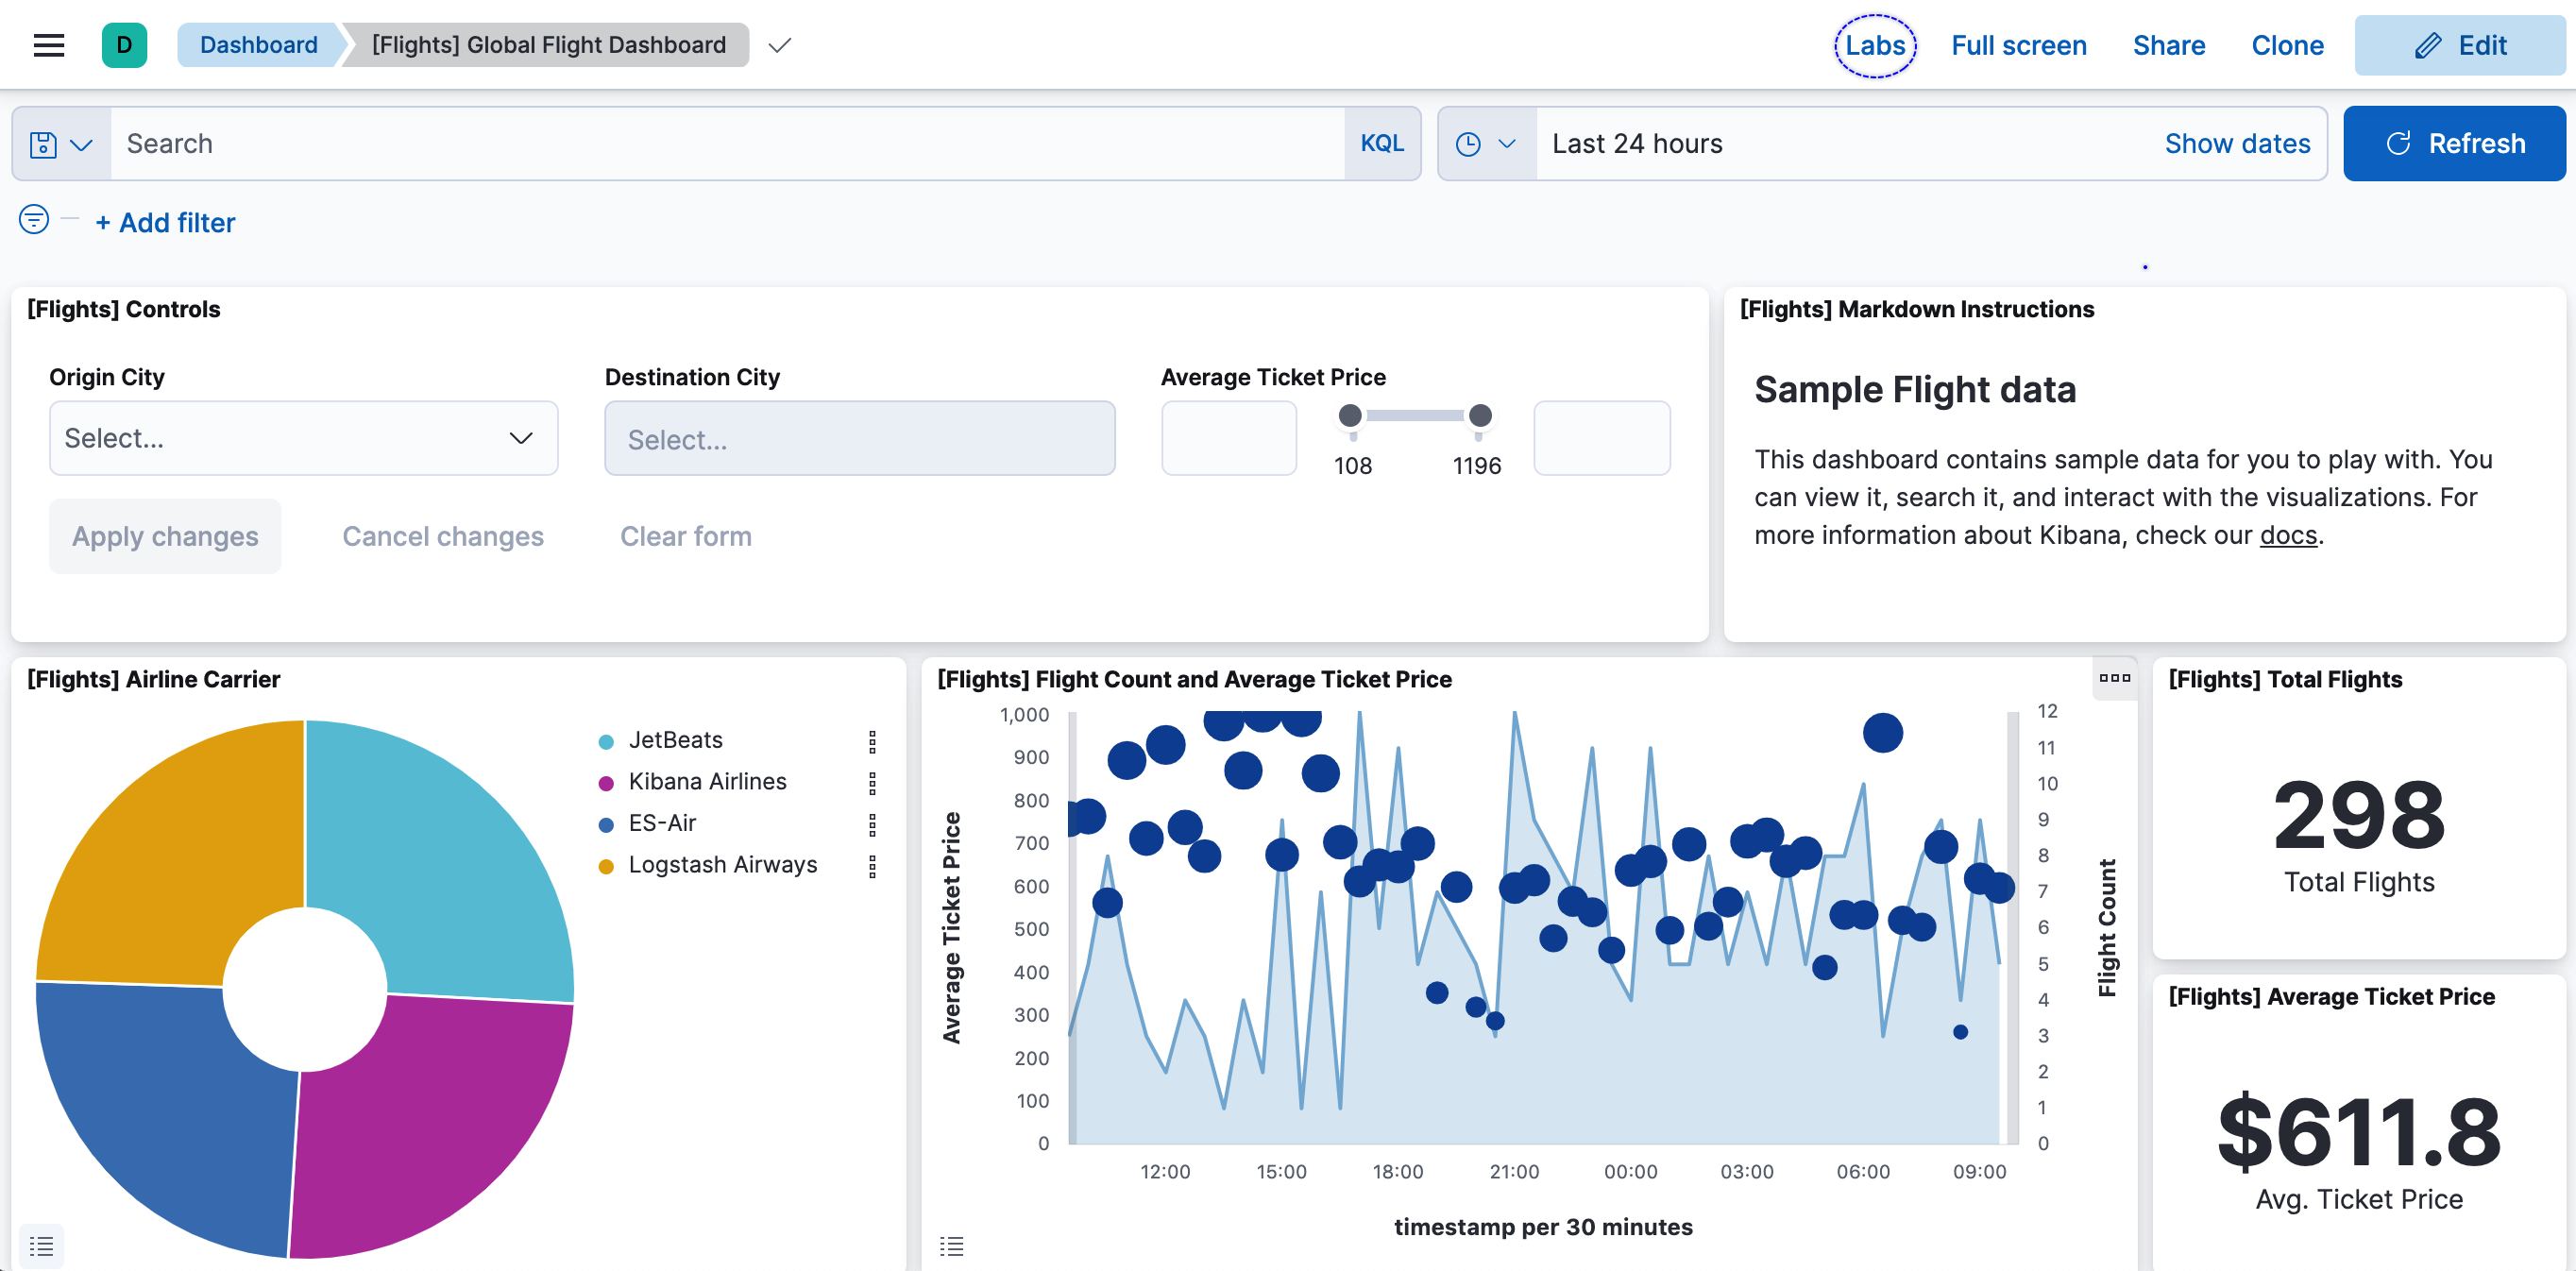 D Dashboard [Flights] Global Flight Dashboard Labs Full screen Share Clone Edit
Search KQL Last 24 hours Show dates Refresh
+ Add filter
[Flights] Controls
Origin City Destination City Average Ticket Price
Select... Select...
108 1196
Apply changes Cancel changes Clear form
[Flights] Markdown Instructions
Sample Flight data
This dashboard contains sample data for you to play with. You
can view it, search it, and interact with the visualizations. For
more information about Kibana, check our docs.
[Flights] Airline Carrier
JetBeats
Kibana Airlines
ES-Air
Logstash Airways
[Flights] Flight Count and Average Ticket Price
Average Ticket Price
1,000
900
800
700
600
500
400
300
200
100
0
12
11
10
9
8
7
6
5
4
3
2
1
0
Flight Count
12:00 15:00 18:00 21:00 00:00 03:00 06:00 09:00
timestamp per 30 minutes
[Flights] Total Flights
298
Total Flights
[Flights] Average Ticket Price
$611.8
Avg. Ticket Price